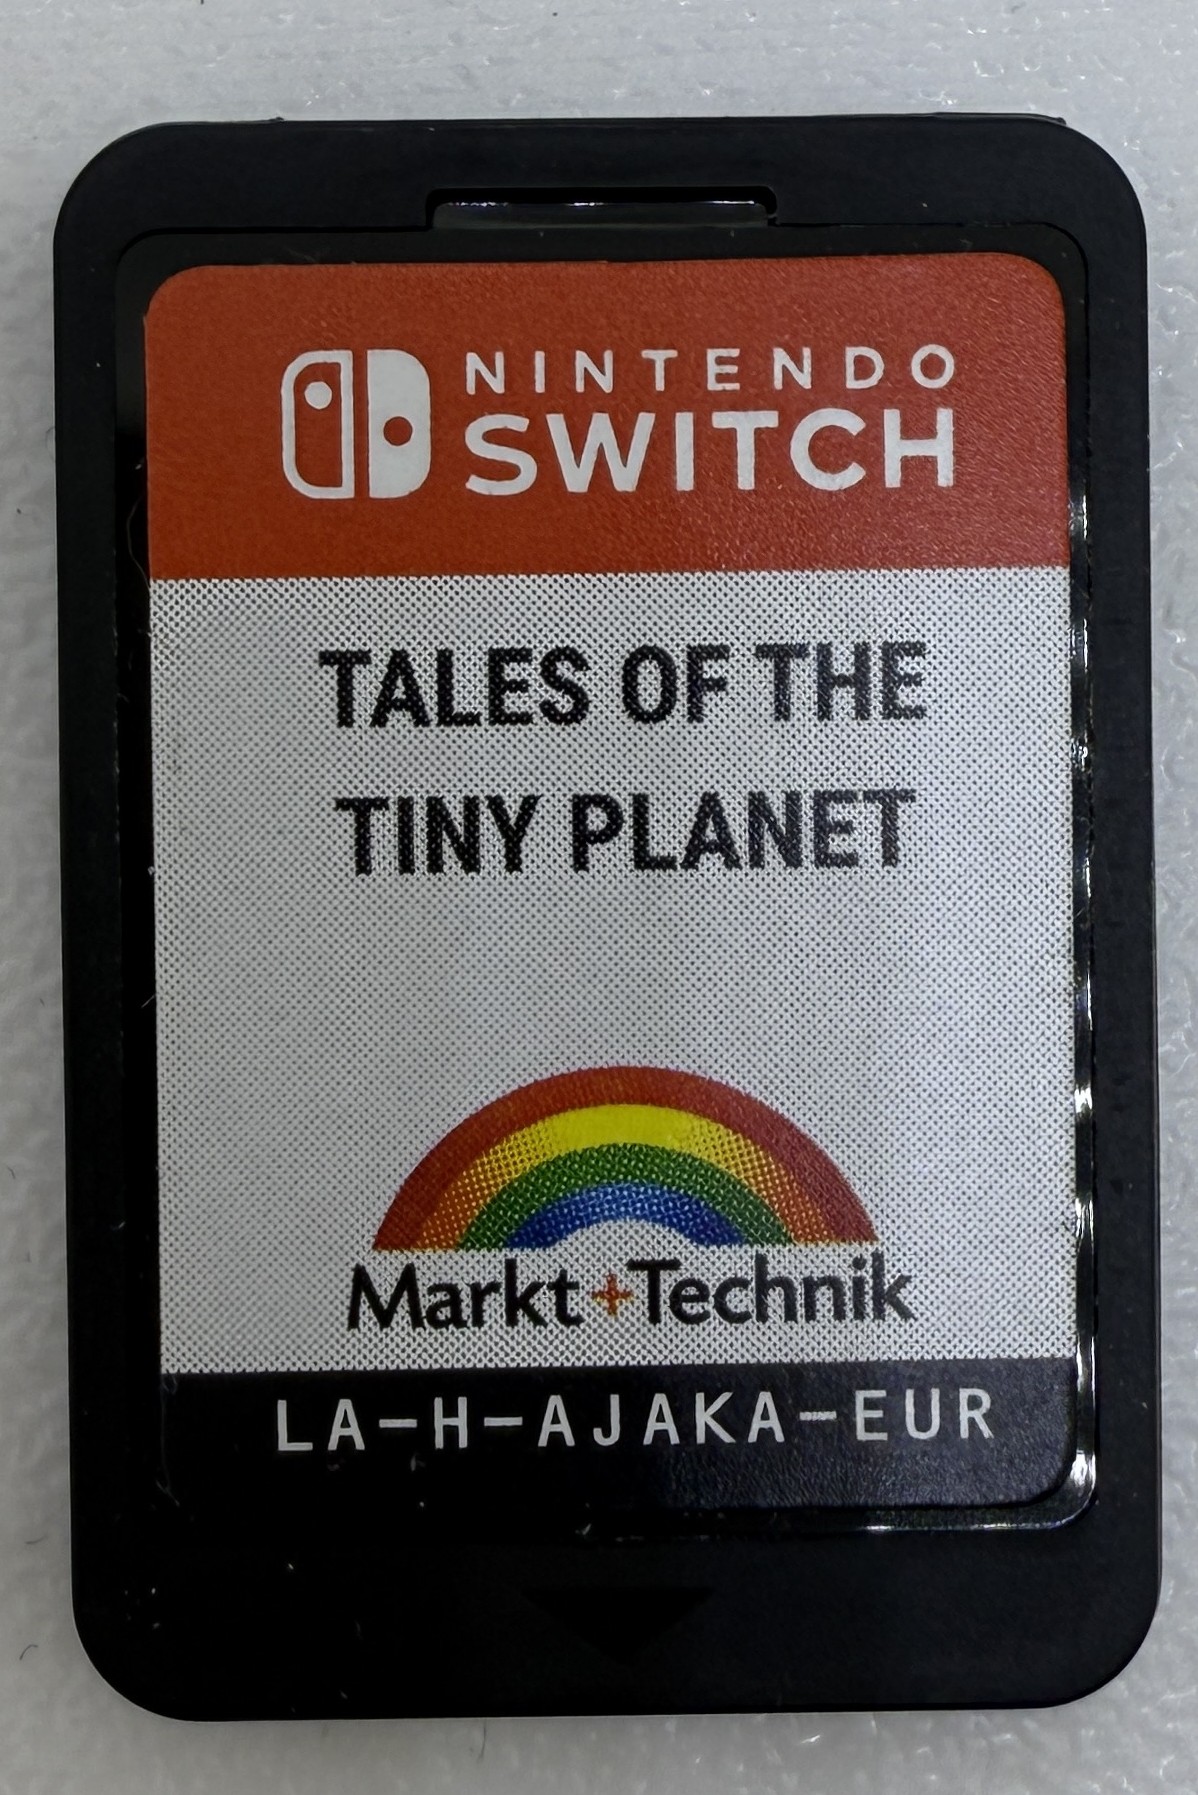 NINTENDO
SWITCH
TALES OF THE
TINY PLANET
Markt+Technik
LA-H-AJAKA-EUR